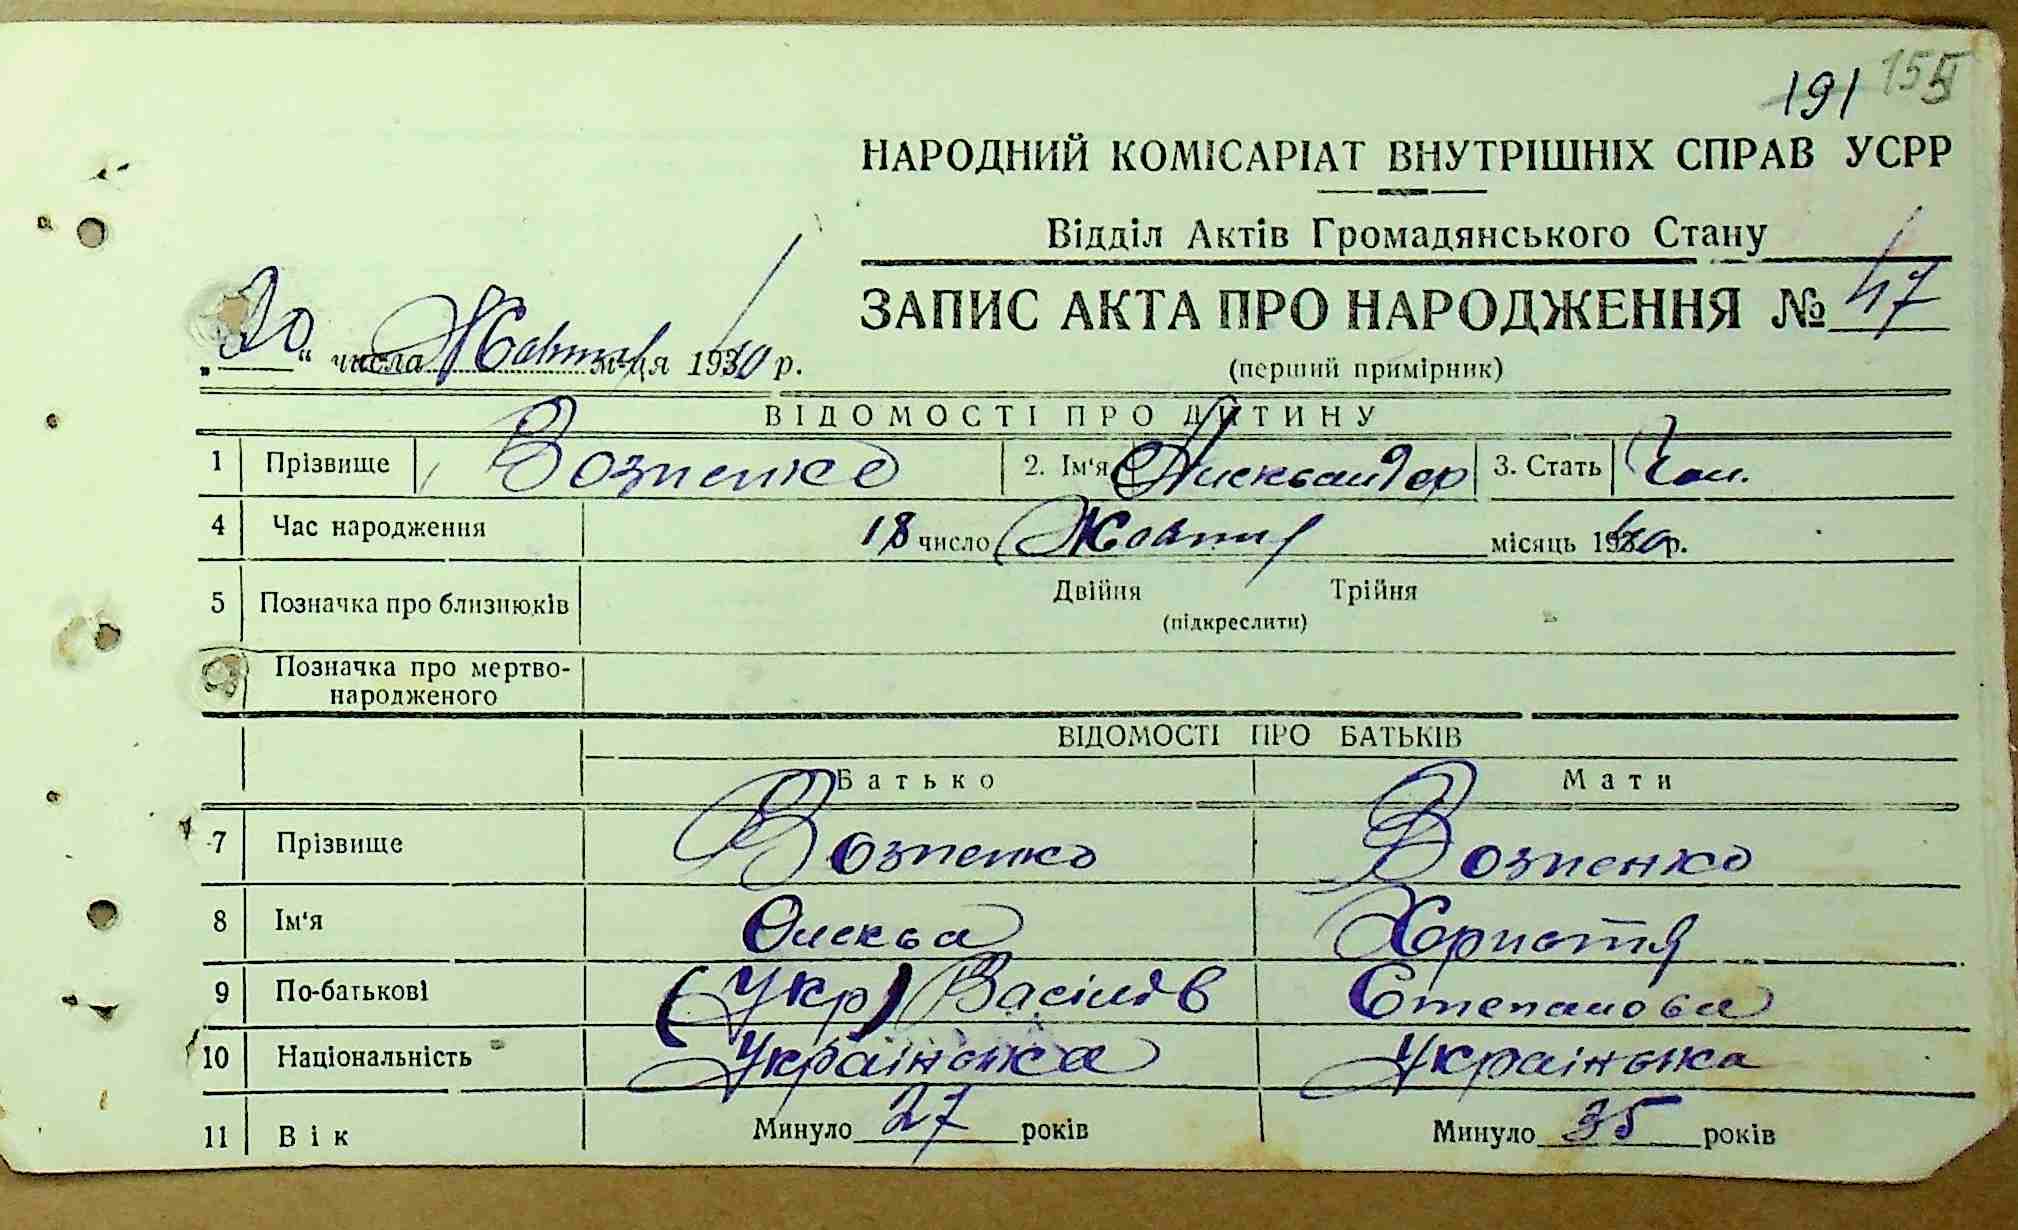 191 155
НАРОДНИЙ КОМІСАРІАТ ВНУТРІШНІХ СПРАВ УСРР
Відділ Актів Громадянського Стану
ЗАПИС АКТА ПРО НАРОДЖЕННЯ № 47
„20“ числа Жовтня м-ця 1930 р.
(перший примірник)
ВІДОМОСТІ ПРО ДИТИНУ
1 Прізвище Возненко 2. Ім'я Александер 3. Стать Чол.
4 Час народження 18 число Жовтня місяць 1930 р.
5 Позначка про близнюків Двійня Трійня
(підкреслити)
Позначка про мертво-
народженого
ВІДОМОСТІ ПРО БАТЬКІВ
Батько Мати
7 Прізвище Возненко Возненко
8 Ім'я Олекса Христя
9 По-батькові (Укр) Васілів Степанова
10 Національність Українська Українська
11 Вік Минуло 27 років Минуло 35 років